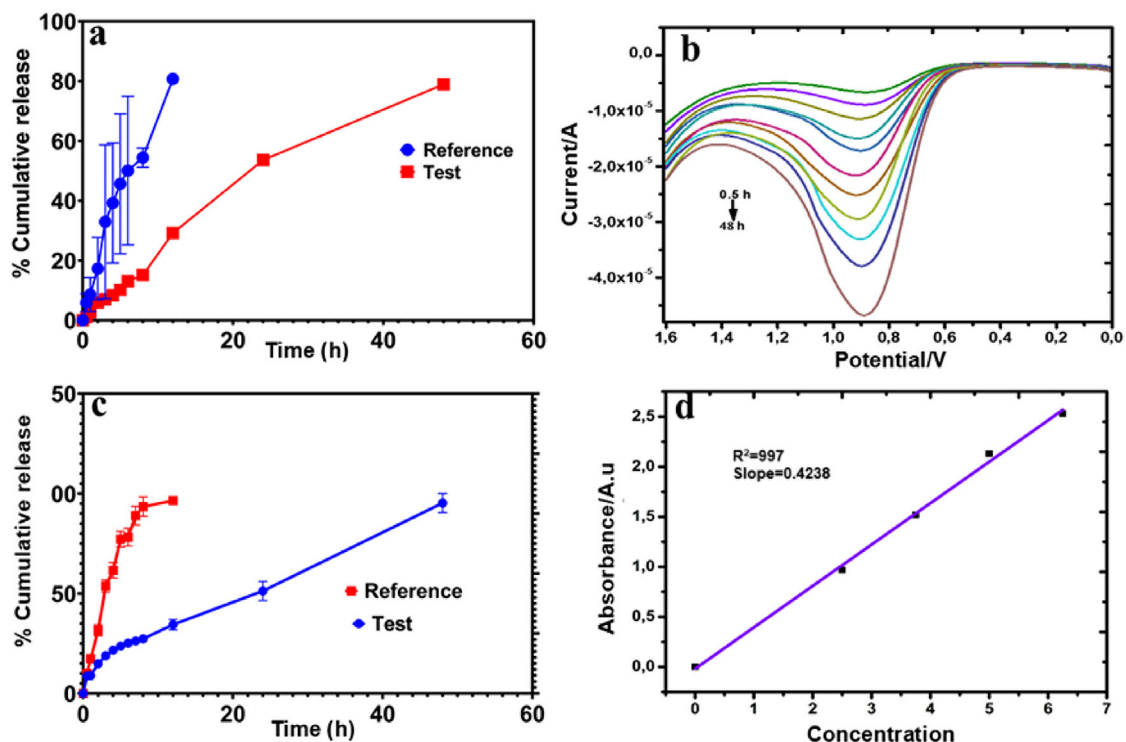 a
100
80
60
40
20
0
% Cumulative release
Reference
Test
0 20 40 60
Time (h)
b
0,0
-1,0x10⁻⁵
-2,0x10⁻⁵
-3,0x10⁻⁵
-4,0x10⁻⁵
Current/A
0.5 h
48 h
1,6 1,4 1,2 1,0 0,8 0,6 0,4 0,2 0,0
Potential/V
c
50
00
50
0
% Cumulative release
Reference
Test
0 20 40 60
Time (h)
d
2,5
2,0
1,5
1,0
0,5
0,0
Absorbance/A.u
R²=997
Slope=0.4238
0 1 2 3 4 5 6 7
Concentration